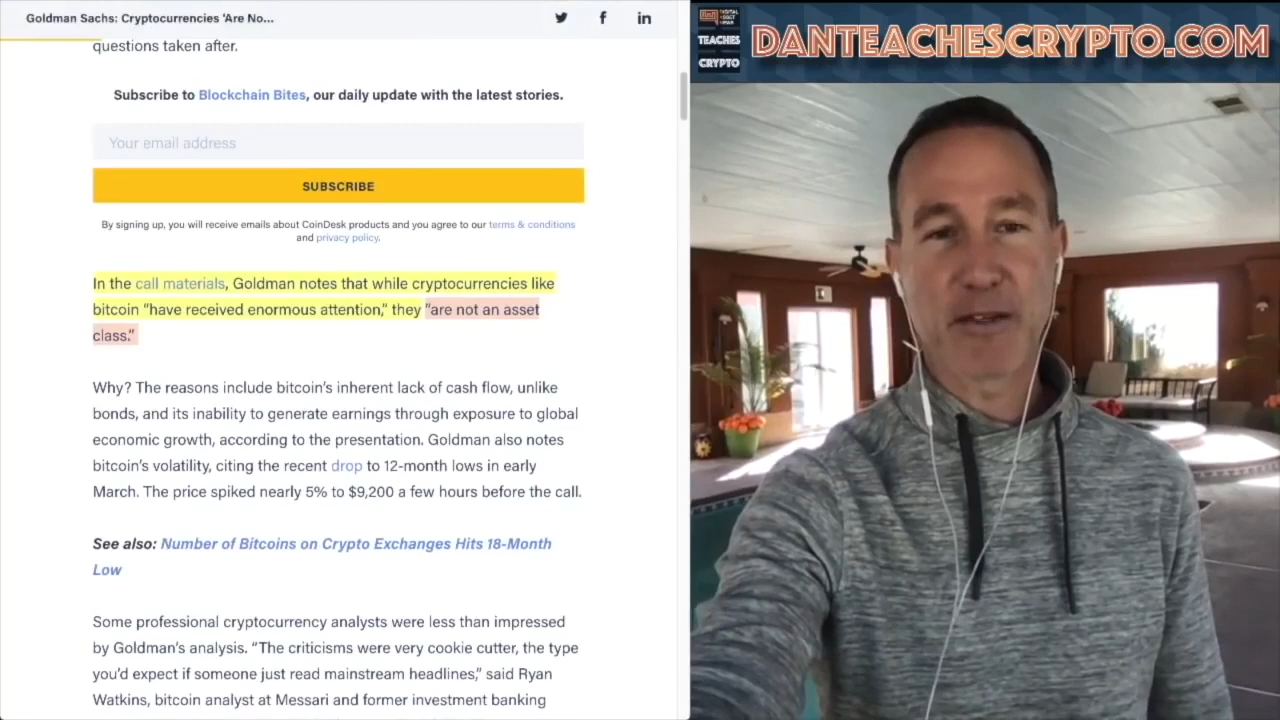 Goldman Sachs: Cryptocurrencies 'Are No...
questions taken after.
Subscribe to Blockchain Bites, our daily update with the latest stories.
Your email address
SUBSCRIBE
By signing up, you will receive emails about CoinDesk products and you agree to our terms & conditions
and privacy policy.
In the call materials, Goldman notes that while cryptocurrencies like
bitcoin “have received enormous attention,” they “are not an asset
class.”
Why? The reasons include bitcoin’s inherent lack of cash flow, unlike
bonds, and its inability to generate earnings through exposure to global
economic growth, according to the presentation. Goldman also notes
bitcoin’s volatility, citing the recent drop to 12-month lows in early
March. The price spiked nearly 5% to $9,200 a few hours before the call.
See also: Number of Bitcoins on Crypto Exchanges Hits 18-Month
Low
Some professional cryptocurrency analysts were less than impressed
by Goldman’s analysis. “The criticisms were very cookie cutter, the type
you’d expect if someone just read mainstream headlines,” said Ryan
Watkins, bitcoin analyst at Messari and former investment banking
TEACHES
CRYPTO
DANTEACHESCRYPTO.COM